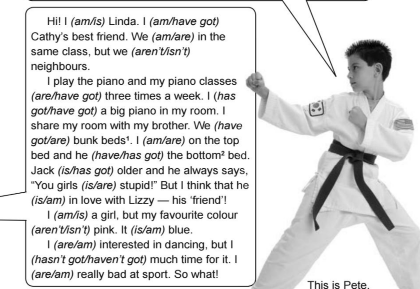 Hi! I (am/is) Linda. I (am/have got)
Cathy's best friend. We (am/are) in the
same class, but we (aren't/isn't)
neighbours.
I play the piano and my piano classes
(are/have got) three times a week. I (has
got/have got) a big piano in my room. I
share my room with my brother. We (have
got/are) bunk beds¹. I (am/are) on the top
bed and he (have/has got) the bottom² bed.
Jack (is/has got) older and he always says,
"You girls (is/are) stupid!" But I think that he
(is/am) in love with Lizzy — his 'friend'!
I (am/is) a girl, but my favourite colour
(aren't/isn't) pink. It (is/am) blue.
I (are/am) interested in dancing, but I
(hasn't got/haven't got) much time for it. I
(are/am) really bad at sport. So what!
This is Pete.